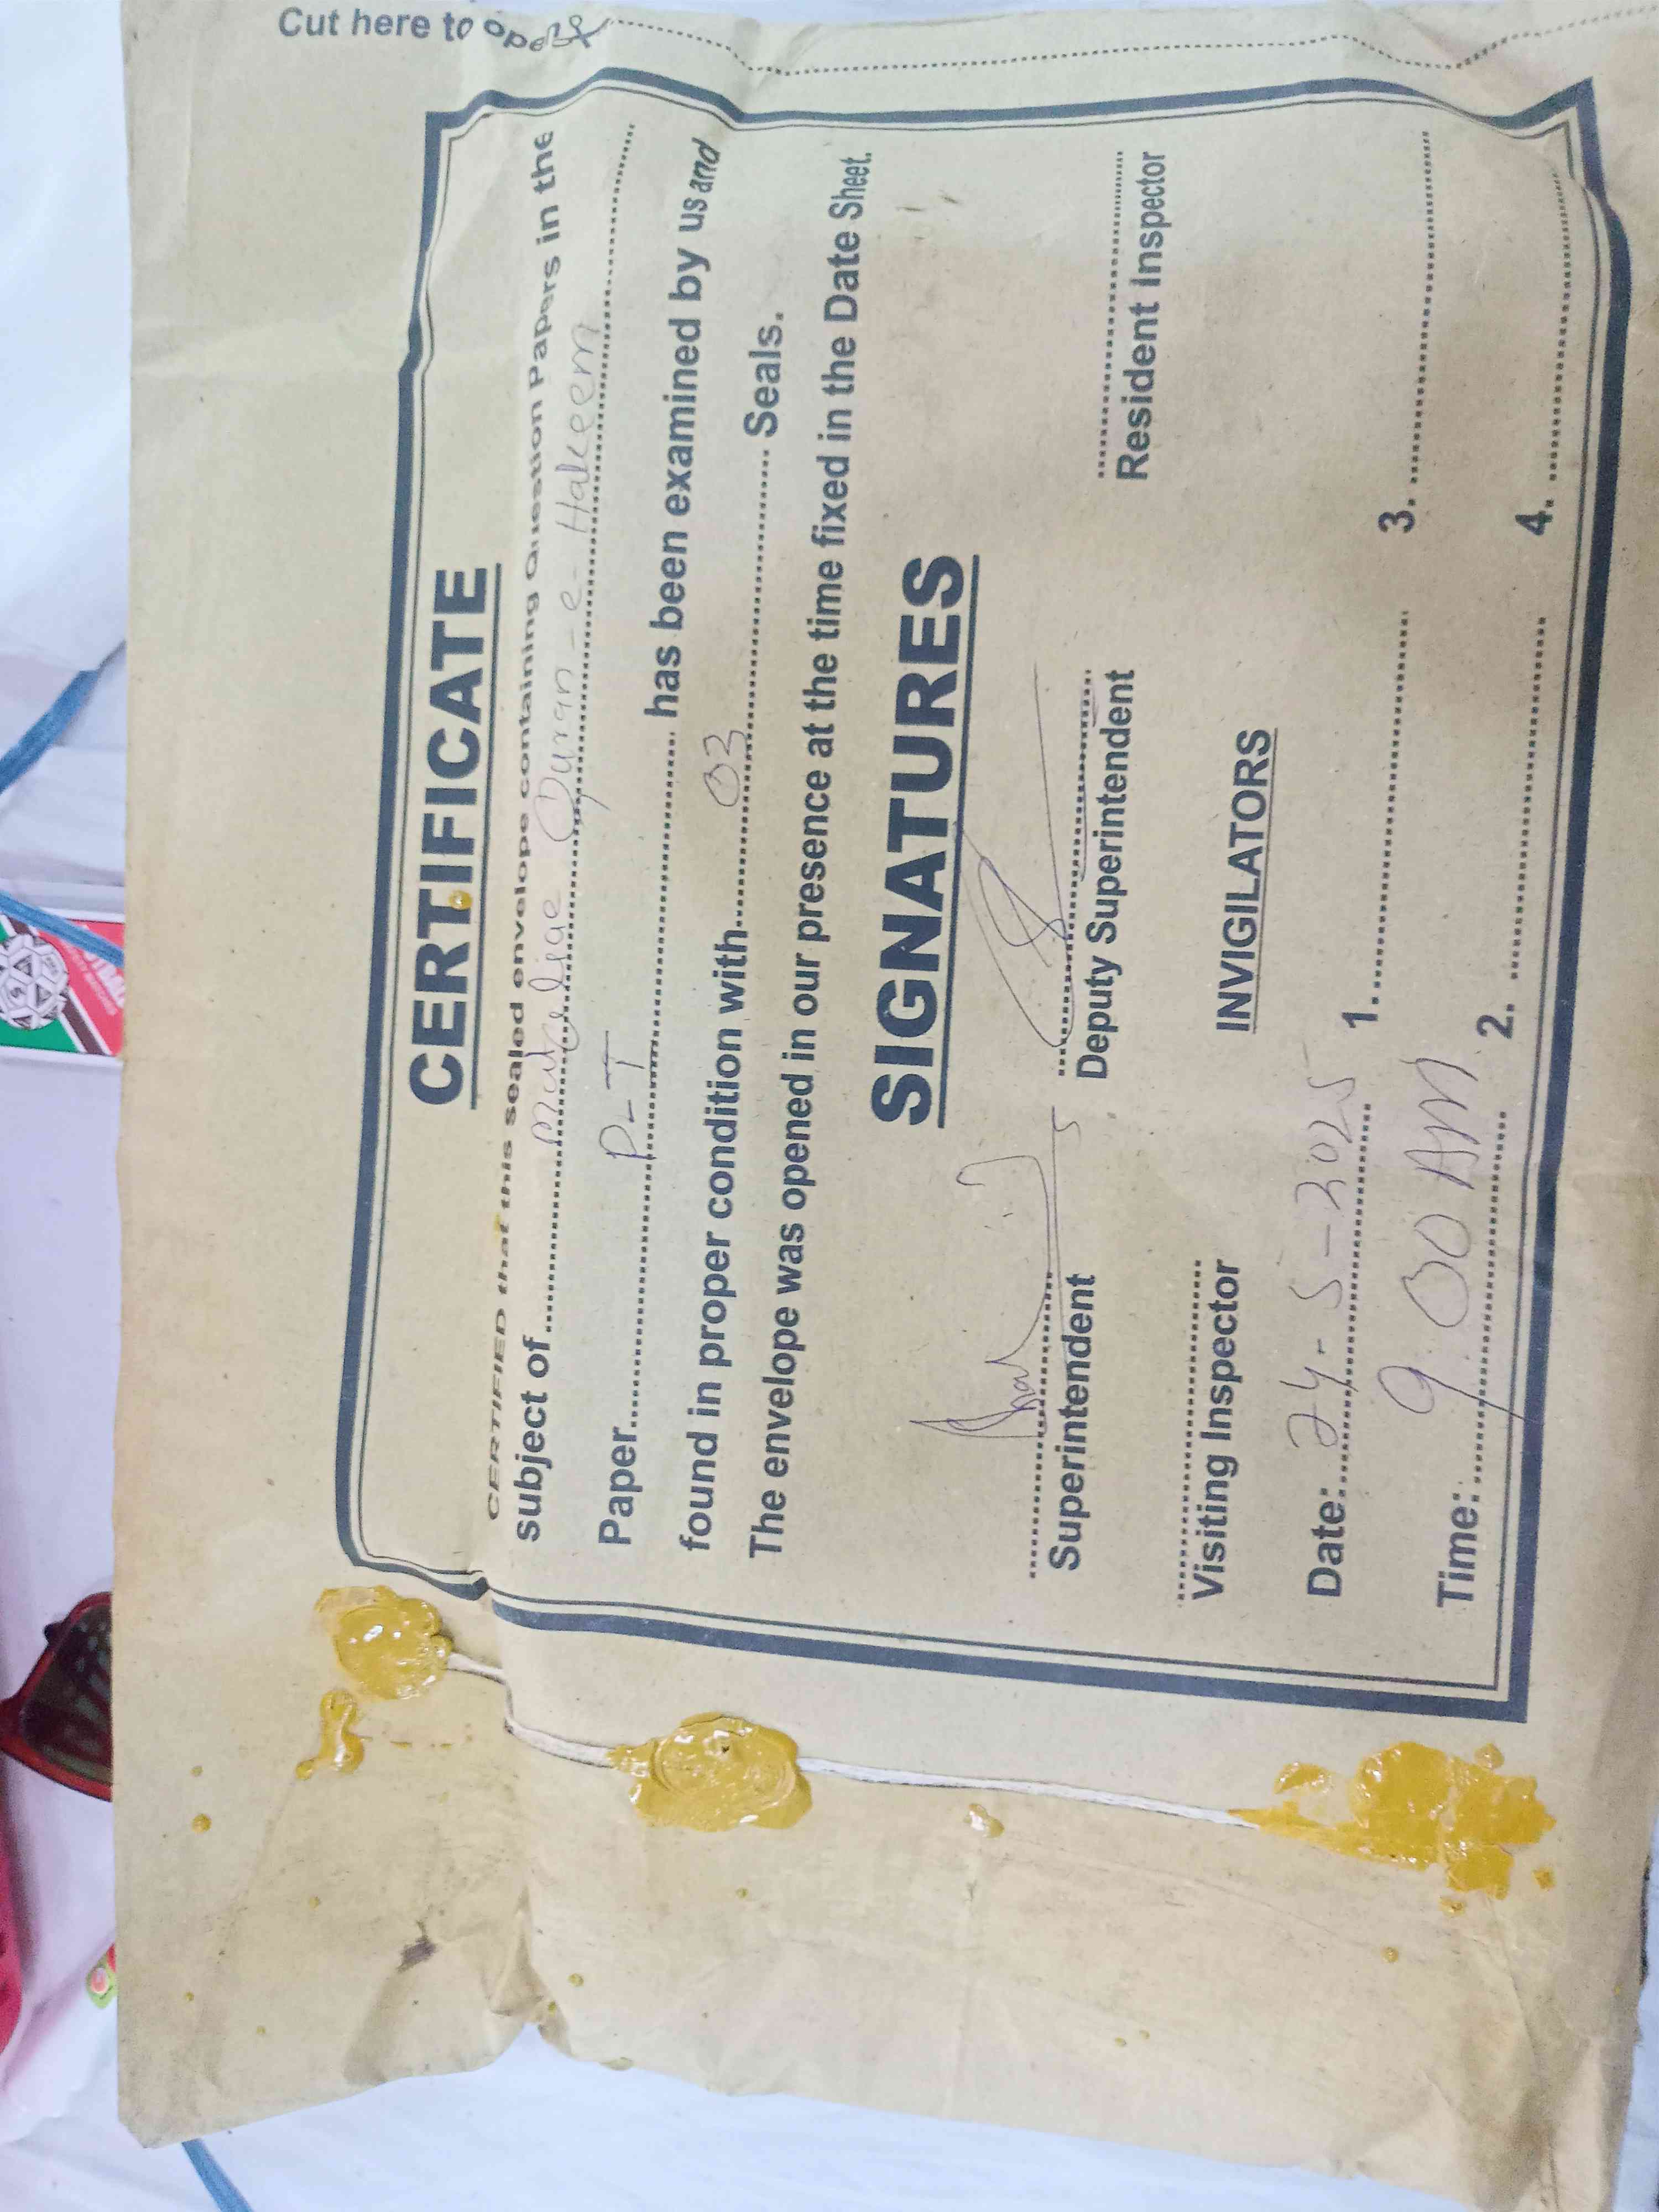 Cut here to open
CERTIFICATE
CERTIFIED that this sealed envelope containing Question Papers in the
subject of.......... Quran-e-Hakeem..........
Paper..........P-I.......... has been examined by us and
found in proper condition with..........03.......... Seals.
The envelope was opened in our presence at the time fixed in the Date Sheet.
SIGNATURES
Superintendent Deputy Superintendent Resident Inspector
Visiting Inspector INVIGILATORS
Date:..24-5-2025.. 1............ 3............
Time:..9:00 AM.. 2............ 4............